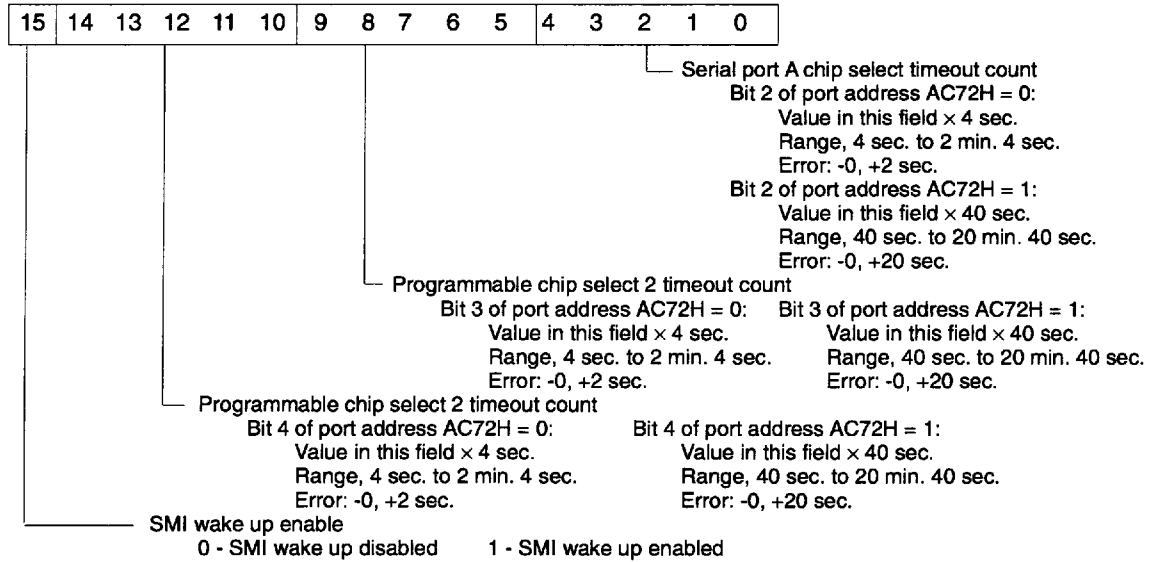 15 14 13 12 11 10 9 8 7 6 5 4 3 2 1 0
Serial port A chip select timeout count
Bit 2 of port address AC72H = 0:
Value in this field × 4 sec.
Range, 4 sec. to 2 min. 4 sec.
Error: -0, +2 sec.
Bit 2 of port address AC72H = 1:
Value in this field × 40 sec.
Range, 40 sec. to 20 min. 40 sec.
Error: -0, +20 sec.
Programmable chip select 2 timeout count
Bit 3 of port address AC72H = 0: Bit 3 of port address AC72H = 1:
Value in this field × 4 sec. Value in this field × 40 sec.
Range, 4 sec. to 2 min. 4 sec. Range, 40 sec. to 20 min. 40 sec.
Error: -0, +2 sec. Error: -0, +20 sec.
Programmable chip select 2 timeout count
Bit 4 of port address AC72H = 0: Bit 4 of port address AC72H = 1:
Value in this field × 4 sec. Value in this field × 40 sec.
Range, 4 sec. to 2 min. 4 sec. Range, 40 sec. to 20 min. 40 sec.
Error: -0, +2 sec. Error: -0, +20 sec.
SMI wake up enable
0 - SMI wake up disabled 1 - SMI wake up enabled